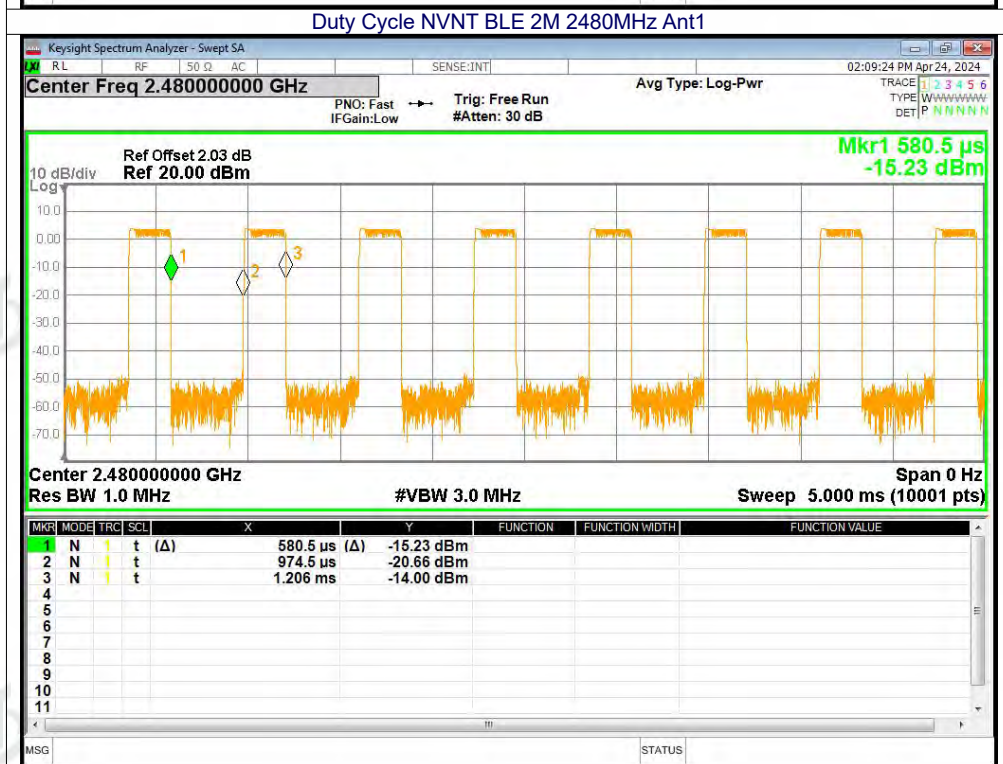 Duty Cycle NVNT BLE 2M 2480MHz Ant1
Keysight Spectrum Analyzer - Swept SA
LXI RL RF 50 Ω AC SENSE:INT 02:09:24 PM Apr 24, 2024
Center Freq 2.480000000 GHz
PNO: Fast
IFGain:Low
Trig: Free Run
#Atten: 30 dB
Avg Type: Log-Pwr
TRACE 1 2 3 4 5 6
TYPE WWWWWWW
DET P N N N N N
Mkr1 580.5 µs
-15.23 dBm
Ref Offset 2.03 dB
10 dB/div Ref 20.00 dBm
Log
10.0
0.00
-10.0
-20.0
-30.0
-40.0
-50.0
-60.0
-70.0
1
2
3
Center 2.480000000 GHz Span 0 Hz
Res BW 1.0 MHz #VBW 3.0 MHz Sweep 5.000 ms (10001 pts)
MKR MODE TRC SCL X Y FUNCTION FUNCTION WIDTH FUNCTION VALUE
1 N 1 t (Δ) 580.5 µs (Δ) -15.23 dBm
2 N 1 t 974.5 µs -20.66 dBm
3 N 1 t 1.206 ms -14.00 dBm
4
5
6
7
8
9
10
11
MSG STATUS